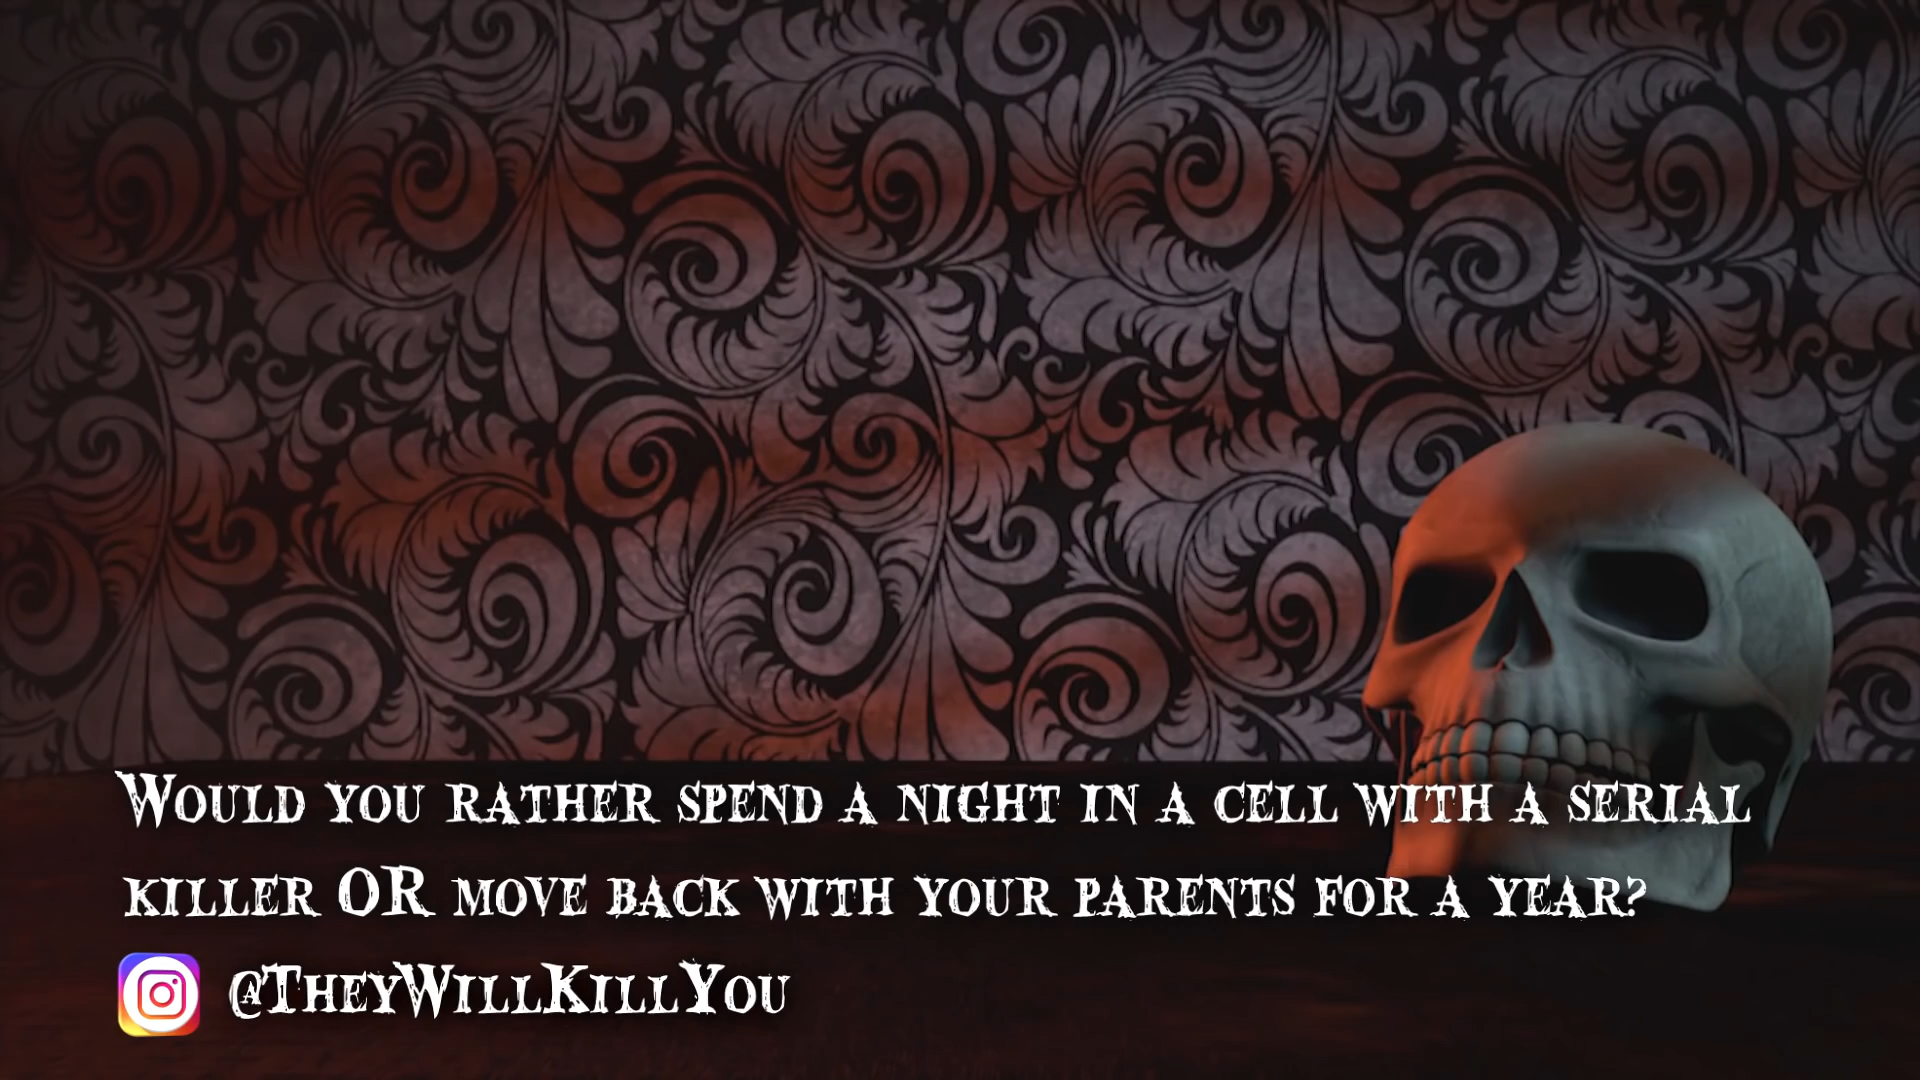 Would you rather spend a night in a cell with a serial
killer OR move back with your parents for a year?
@TheyWillKillYou